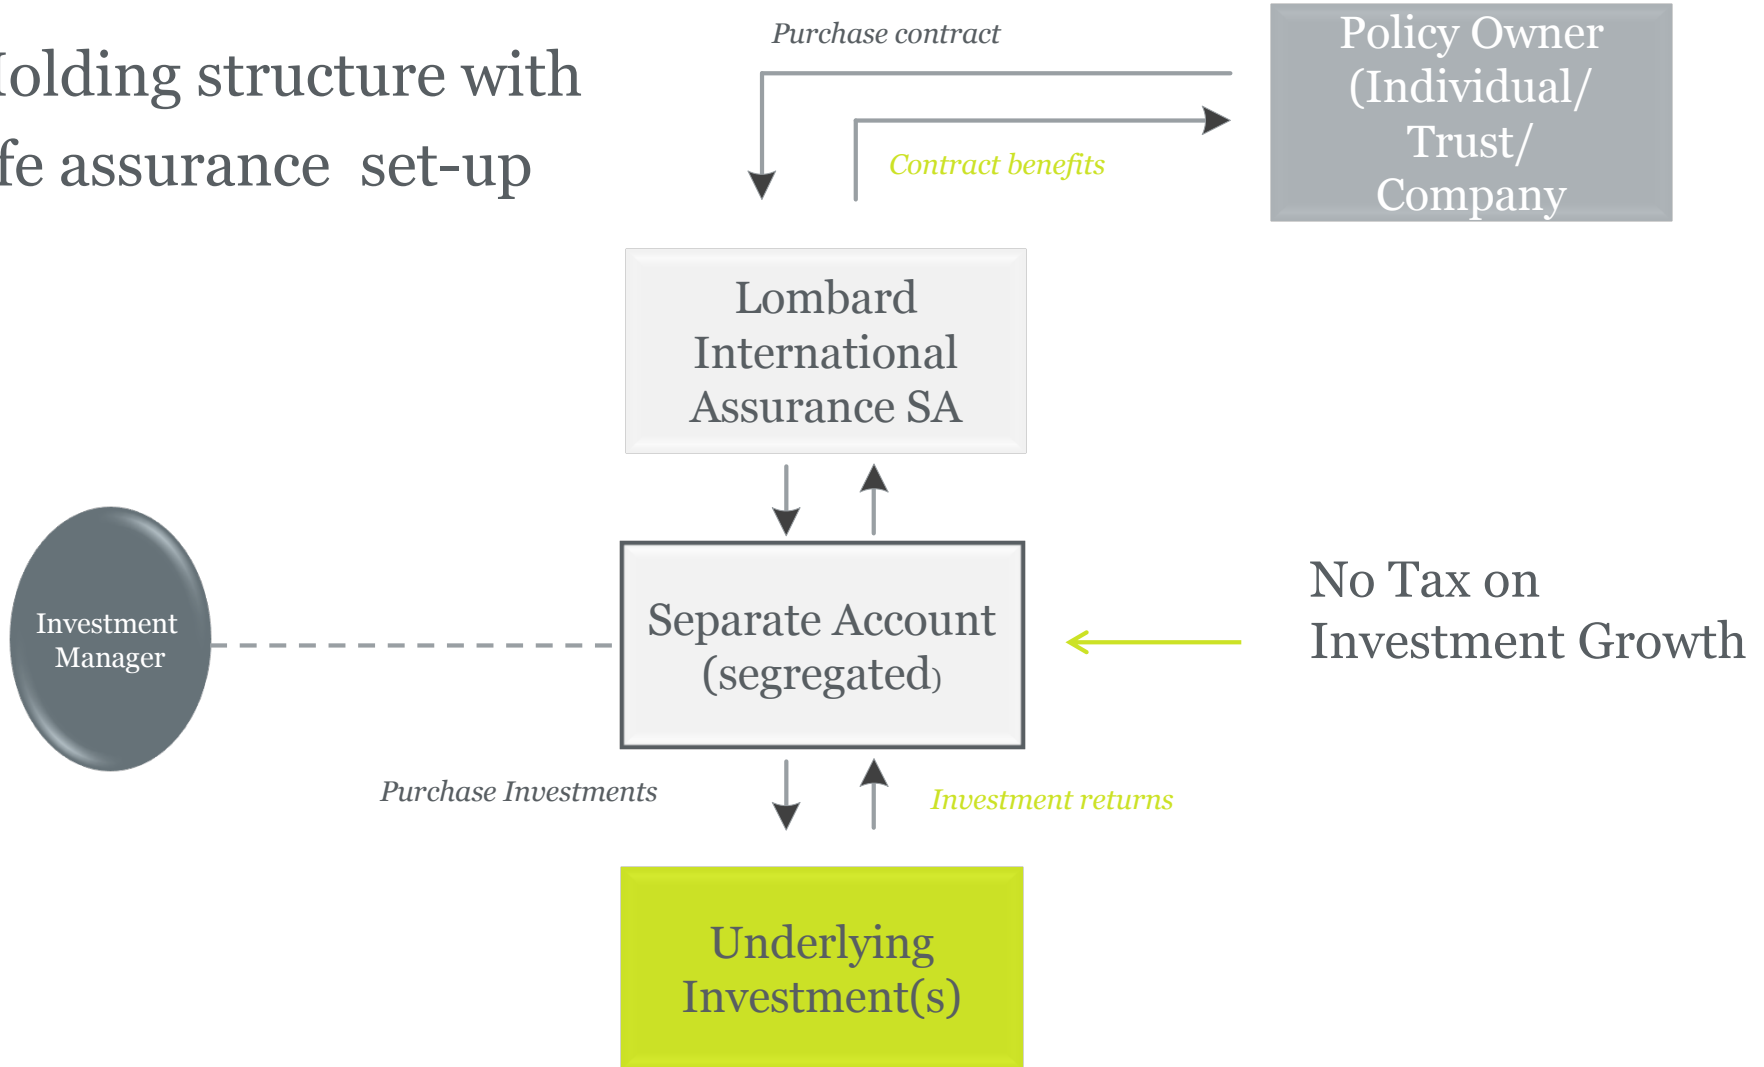 olding structure with
fe assurance set-up
Purchase contract
Contract benefits
Policy Owner
(Individual/
Trust/
Company
Lombard
International
Assurance SA
Investment
Manager
Separate Account
(segregated)
No Tax on
Investment Growth
Purchase Investments
Investment returns
Underlying
Investment(s)